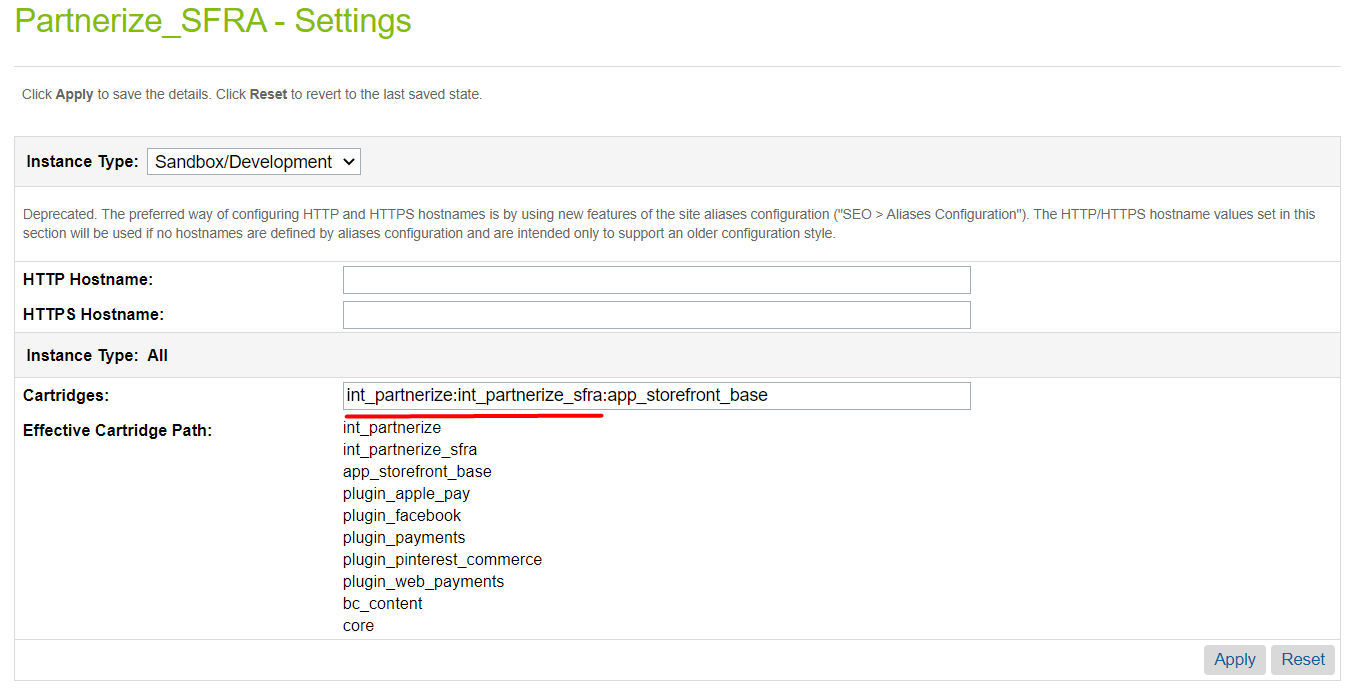 Partnerize_SFRA - Settings
Click Apply to save the details. Click Reset to revert to the last saved state.
Instance Type: Sandbox/Development
Deprecated. The preferred way of configuring HTTP and HTTPS hostnames is by using new features of the site aliases configuration ("SEO > Aliases Configuration"). The HTTP/HTTPS hostname values set in this
section will be used if no hostnames are defined by aliases configuration and are intended only to support an older configuration style.
HTTP Hostname:
HTTPS Hostname:
Instance Type: All
Cartridges: int_partnerize:int_partnerize_sfra:app_storefront_base
Effective Cartridge Path: int_partnerize
int_partnerize_sfra
app_storefront_base
plugin_apple_pay
plugin_facebook
plugin_payments
plugin_pinterest_commerce
plugin_web_payments
bc_content
core
Apply Reset